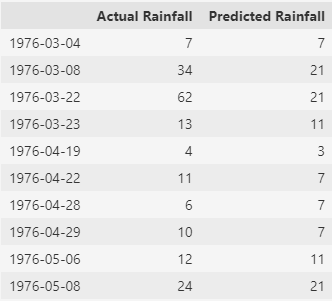 Actual Rainfall Predicted Rainfall
1976-03-04 7 7
1976-03-08 34 21
1976-03-22 62 21
1976-03-23 13 11
1976-04-19 4 3
1976-04-22 11 7
1976-04-28 6 7
1976-04-29 10 7
1976-05-06 12 11
1976-05-08 24 21